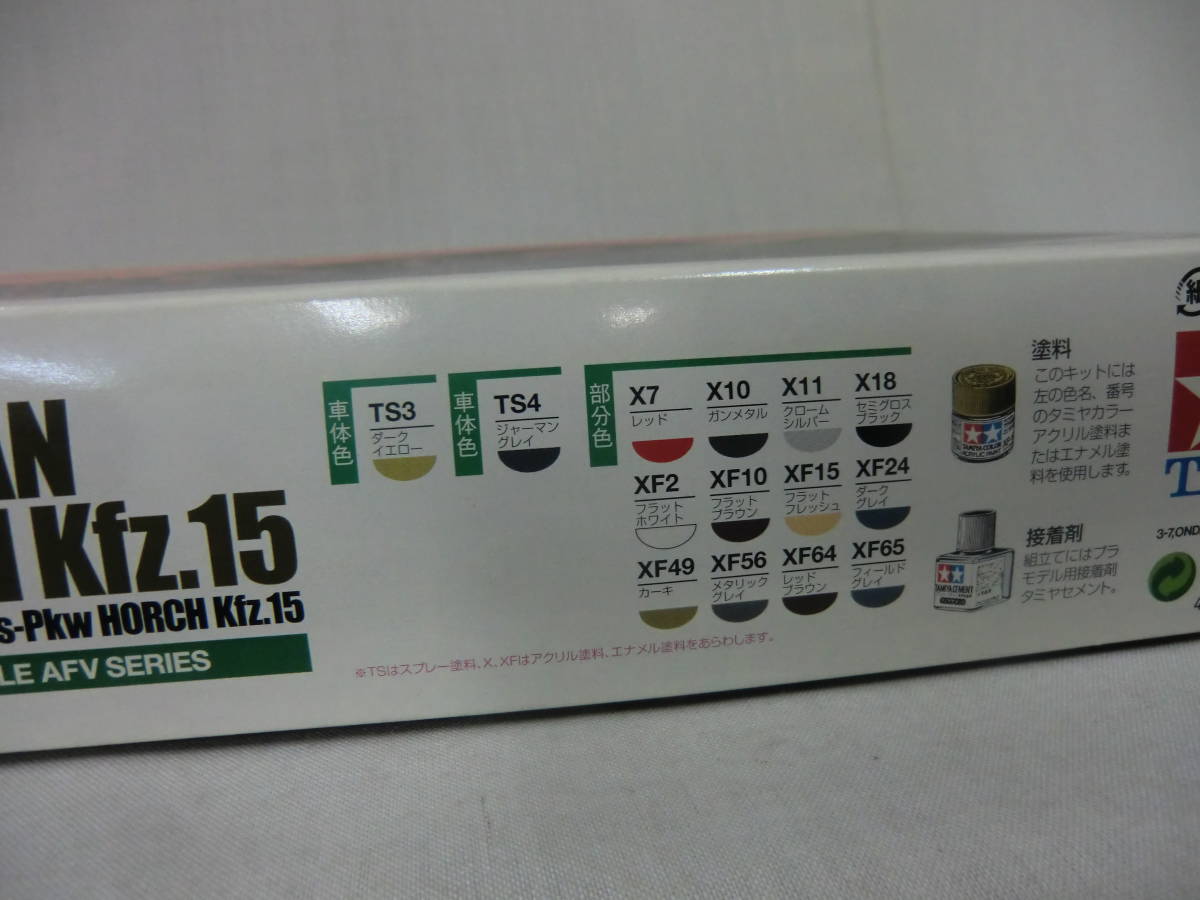 AN
Kfz.15
s-Pkw HORCH Kfz.15
LE AFV SERIES
車体色
TS3
ダーク
イエロー
車体色
TS4
ジャーマン
グレイ
部分色
X7
レッド
X10
ガンメタル
X11
クローム
シルバー
X18
セミグロス
ブラック
XF2
フラット
ホワイト
XF10
フラット
ブラウン
XF15
フラット
フレッシュ
XF24
ダーク
グレイ
XF49
カーキ
XF56
メタリック
グレイ
XF64
レッド
ブラウン
XF65
フィールド
グレイ
※TSはスプレー塗料、X、XFはアクリル塗料、エナメル塗料をあらわします。
塗料
このキットには
左の色名、番号
のタミヤカラー
アクリル塗料ま
たはエナメル塗
料を使用します。
TAMIYA COLOR
ACRYLIC PAINT
接着剤
組立てにはプラ
モデル用接着剤
タミヤセメント。
TAMIYA CEMENT
T
3-7,OND
4